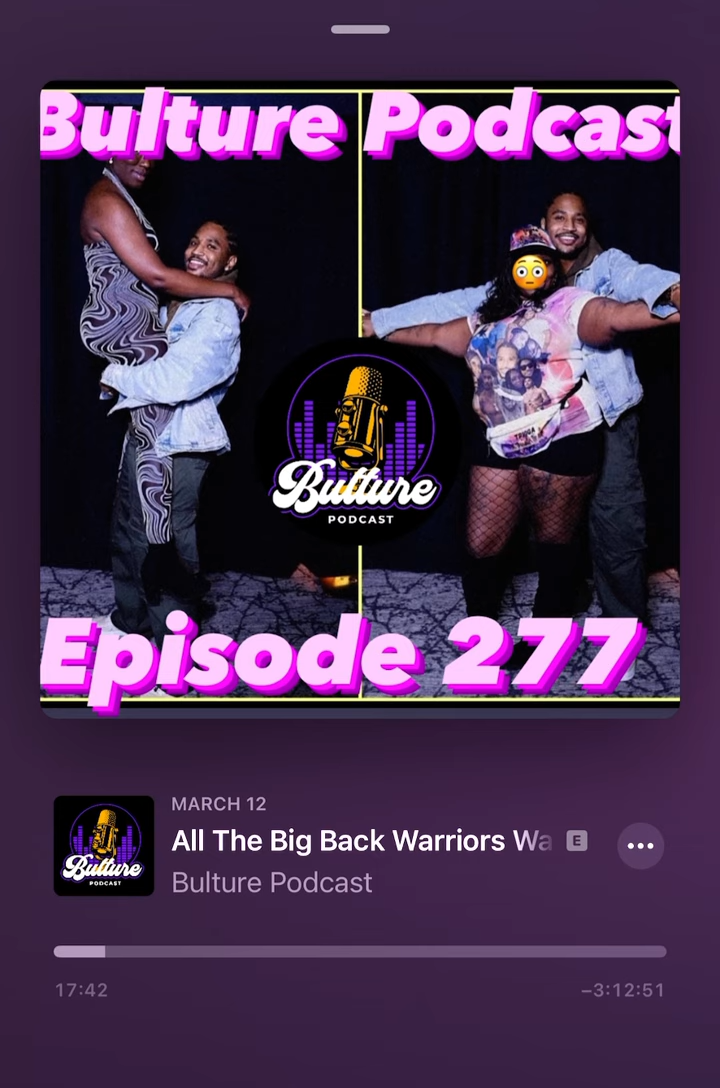 Bulture Podcast
Bulture
PODCAST
Episode 277
MARCH 12
All The Big Back Warriors Wa E
Bulture Podcast
Bulture
PODCAST
17:42
−3:12:51